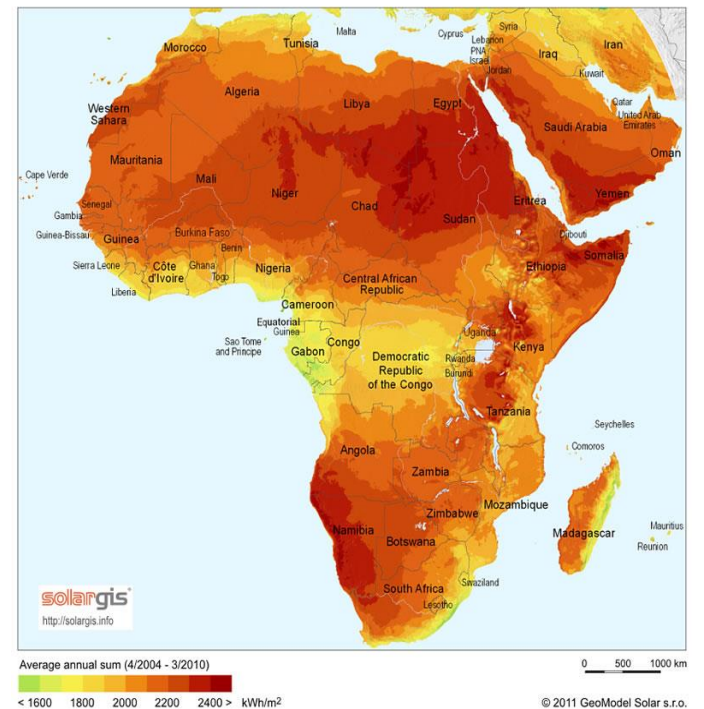 Malta
Cyprus
Syria
Lebanon
PNA
Israel
Jordan
Iraq
Iran
Kuwait
Morocco
Tunisia
Algeria
Libya
Egypt
Qatar
United Arab
Emirates
Saudi Arabia
Oman
Western
Sahara
Mauritania
Mali
Niger
Chad
Sudan
Eritrea
Yemen
Cape Verde
Senegal
Gambia
Guinea-Bissau
Guinea
Burkina Faso
Benin
Djibouti
Somalia
Sierra Leone
Côte
d'Ivoire
Ghana
Togo
Nigeria
Central African
Republic
Ethiopia
Liberia
Cameroon
Equatorial
Guinea
Sao Tome
and Principe
Gabon
Congo
Democratic
Republic
of the Congo
Uganda
Kenya
Rwanda
Burundi
Tanzania
Seychelles
Comoros
Angola
Zambia
Mozambique
Zimbabwe
Madagascar
Mauritius
Reunion
Namibia
Botswana
South Africa
Swaziland
Lesotho
solargis
http://solargis.info
Average annual sum (4/2004 - 3/2010)
< 1600 1800 2000 2200 2400 > kWh/m²
0 500 1000 km
© 2011 GeoModel Solar s.r.o.